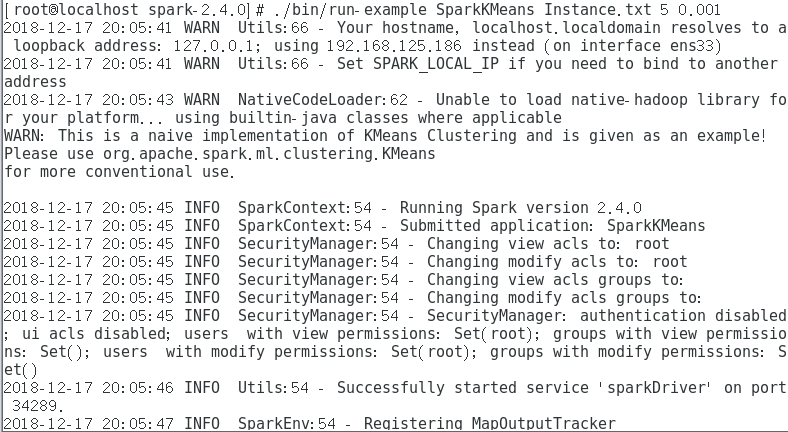 [root@localhost spark-2.4.0]# ./bin/run-example SparkKMeans Instance.txt 5 0.001
2018-12-17 20:05:41 WARN  Utils:66 - Your hostname, localhost.localdomain resolves to a
 loopback address: 127.0.0.1; using 192.168.125.186 instead (on interface ens33)
2018-12-17 20:05:41 WARN  Utils:66 - Set SPARK_LOCAL_IP if you need to bind to another
address
2018-12-17 20:05:43 WARN  NativeCodeLoader:62 - Unable to load native-hadoop library fo
r your platform... using builtin-java classes where applicable
WARN: This is a naive implementation of KMeans Clustering and is given as an example!
Please use org.apache.spark.ml.clustering.KMeans
for more conventional use.
2018-12-17 20:05:45 INFO  SparkContext:54 - Running Spark version 2.4.0
2018-12-17 20:05:45 INFO  SparkContext:54 - Submitted application: SparkKMeans
2018-12-17 20:05:45 INFO  SecurityManager:54 - Changing view acls to: root
2018-12-17 20:05:45 INFO  SecurityManager:54 - Changing modify acls to: root
2018-12-17 20:05:45 INFO  SecurityManager:54 - Changing view acls groups to:
2018-12-17 20:05:45 INFO  SecurityManager:54 - Changing modify acls groups to:
2018-12-17 20:05:45 INFO  SecurityManager:54 - SecurityManager: authentication disabled
; ui acls disabled; users  with view permissions: Set(root); groups with view permissio
ns: Set(); users  with modify permissions: Set(root); groups with modify permissions: S
et()
2018-12-17 20:05:46 INFO  Utils:54 - Successfully started service 'sparkDriver' on port
 34289.
2018-12-17 20:05:47 INFO  SparkEnv:54 - Registering MapOutputTracker